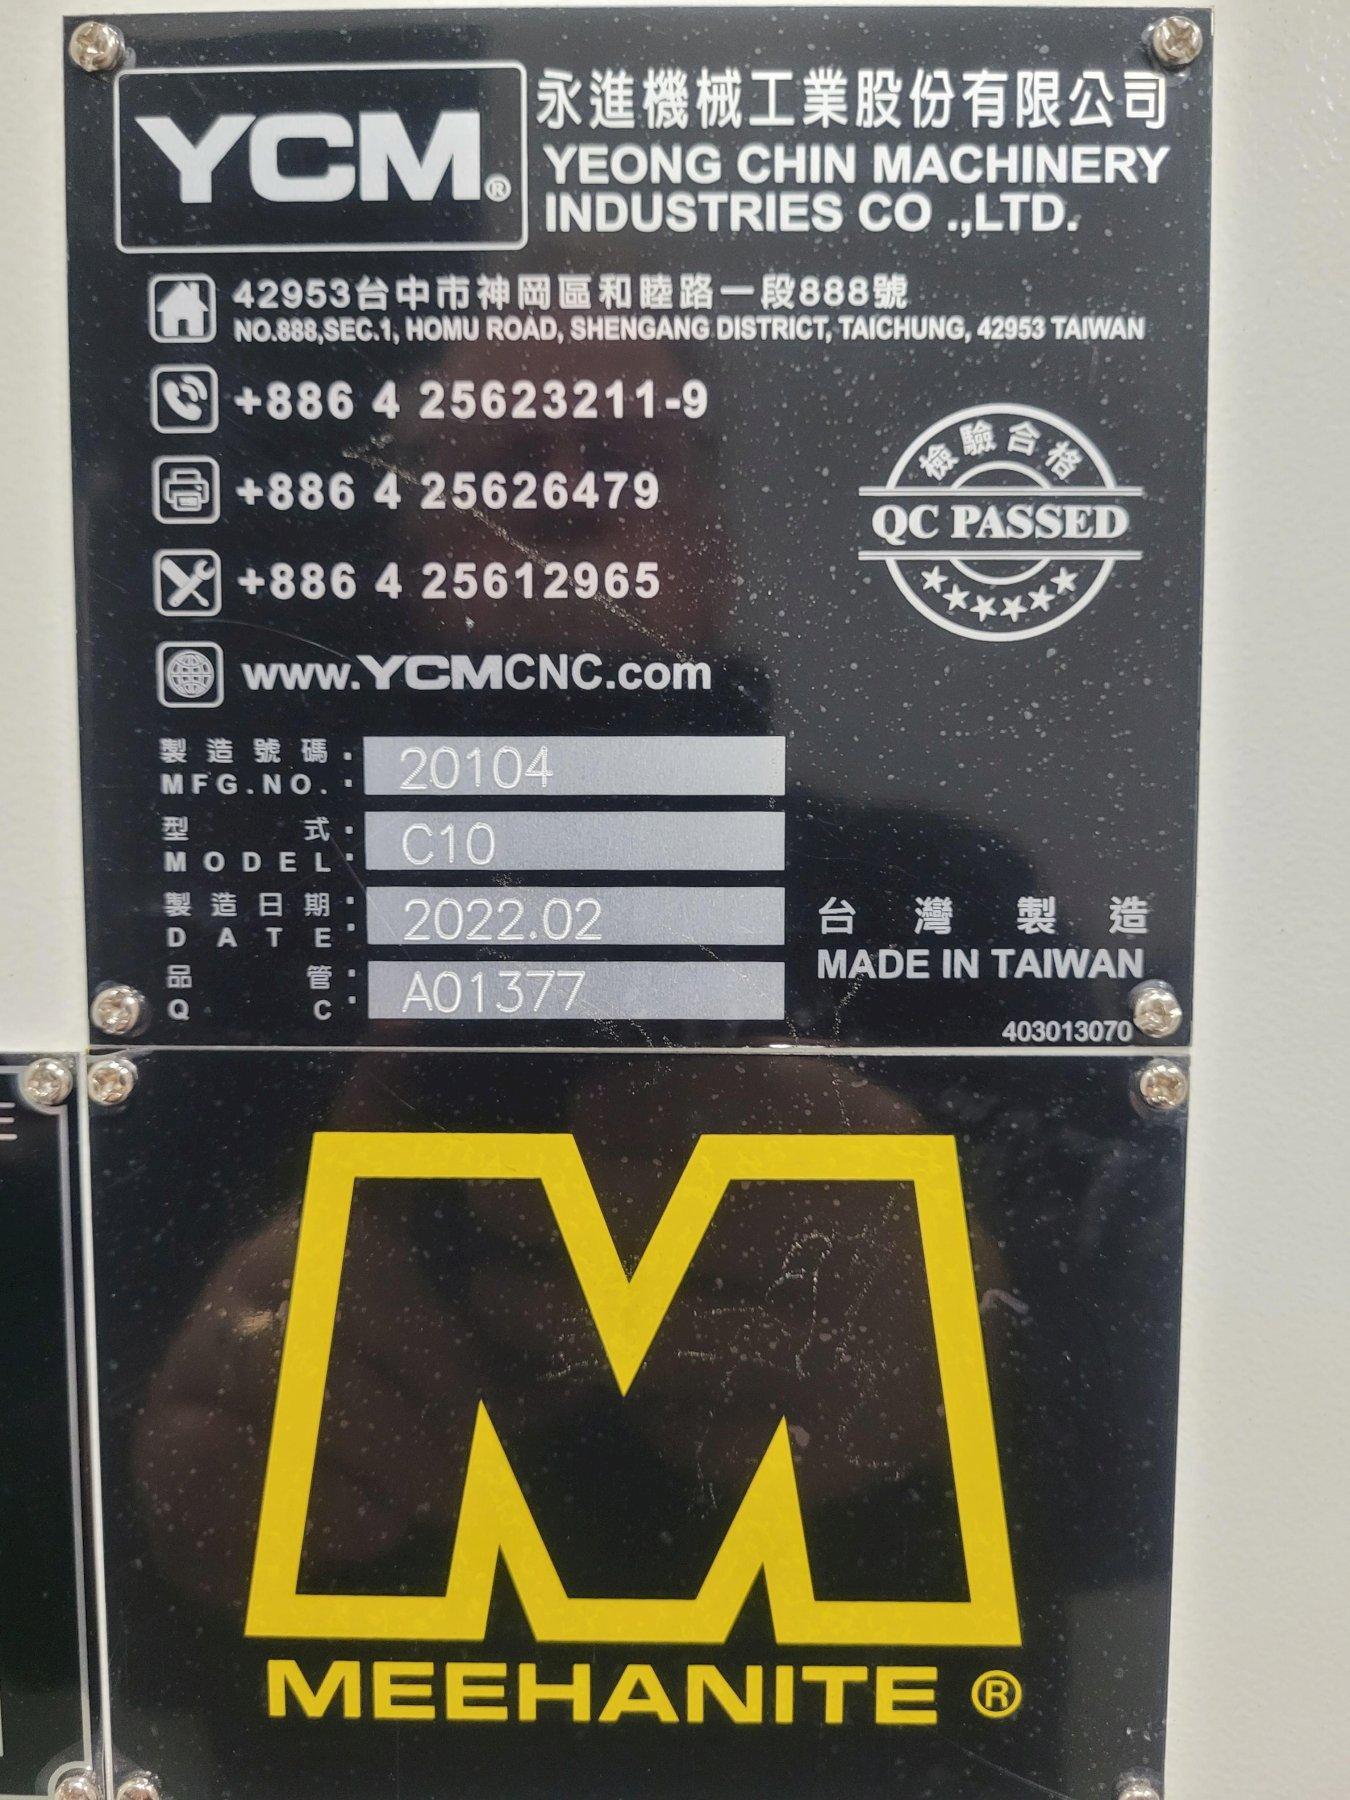 YCM®
永進機械工業股份有限公司
YEONG CHIN MACHINERY
INDUSTRIES CO .,LTD.
42953台中市神岡區和睦路一段888號
NO.888,SEC.1, HOMU ROAD, SHENGANG DISTRICT, TAICHUNG, 42953 TAIWAN
+886 4 25623211-9
+886 4 25626479
+886 4 25612965
www.YCMCNC.com
檢驗合格
QC PASSED
製造號碼:
MFG.NO. 20104
型式:
MODEL C10
製造日期:
DATE 2022.02
品管:
QC A01377
台灣製造
MADE IN TAIWAN
403013070
MEEHANITE ®